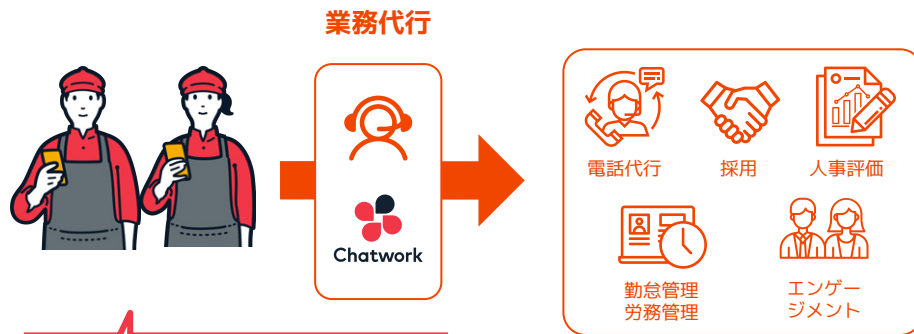 業務代行
Chatwork
電話代行
採用
人事評価
勤怠管理
労務管理
エンゲー
ジメント